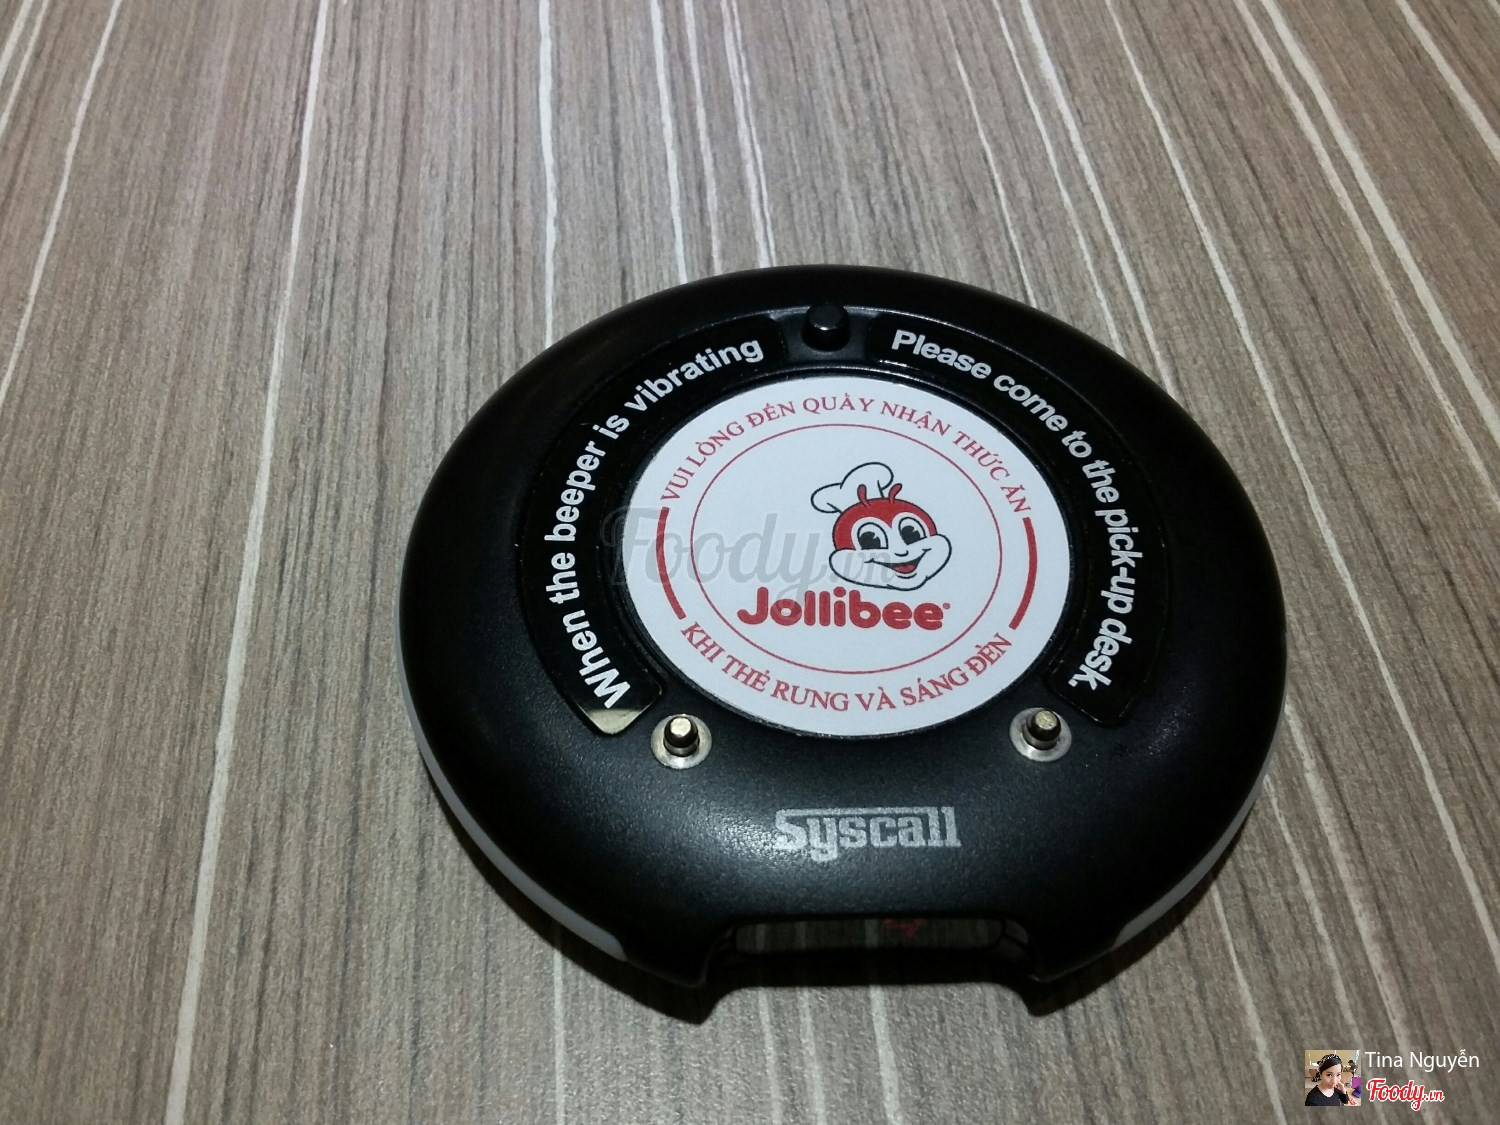 When the beeper is vibrating
Please come to the pick-up desk.
VUI LÒNG ĐẾN QUẦY NHẬN THỨC ĂN
Jollibee
KHI THẺ RUNG VÀ SÁNG ĐÈN
Syscall
Foody.vn
Tina Nguyễn
Foody.vn